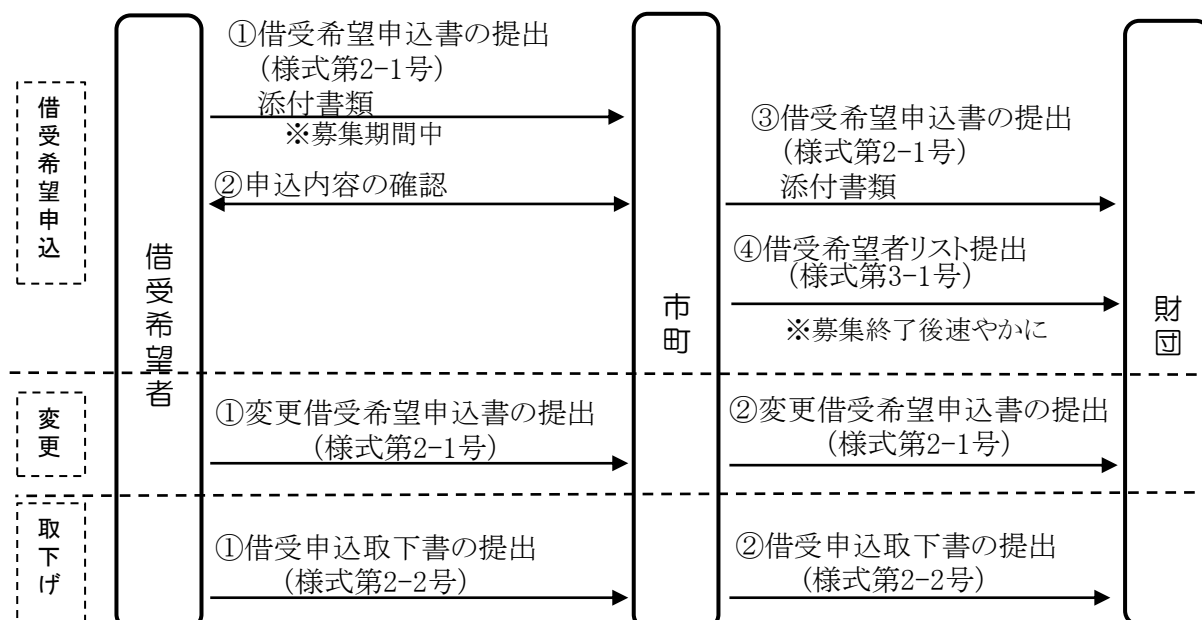 ①借受希望申込書の提出
(様式第2-1号)
添付書類
※募集期間中
③借受希望申込書の提出
(様式第2-1号)
添付書類
借受希望申込
②申込内容の確認
④借受希望者リスト提出
(様式第3-1号)
※募集終了後速やかに
借受希望者
市町
財団
変更
①変更借受希望申込書の提出
(様式第2-1号)
②変更借受希望申込書の提出
(様式第2-1号)
取下げ
①借受申込取下書の提出
(様式第2-2号)
②借受申込取下書の提出
(様式第2-2号)